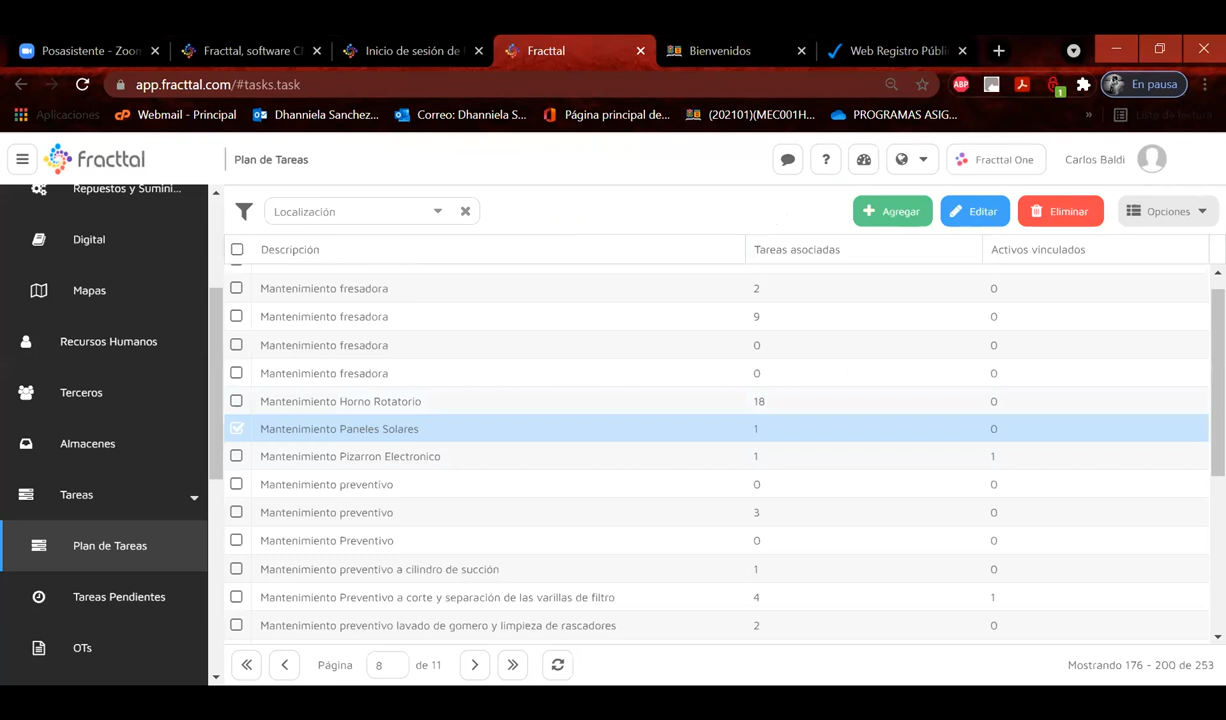 Posasistente - Zoom
Fracttal, software C
Inicio de sesión de
Fracttal
Bienvenidos
Web Registro Públi
app.fracttal.com/#tasks.task
ABP
1
En pausa
Aplicaciones
Webmail - Principal
Dhanniela Sanchez...
Correo: Dhanniela S...
Página principal de...
(202101)(MEC001H...
PROGRAMAS ASIG...
»
Lista de lectura
fracttal
Plan de Tareas
?
Fracttal One
Carlos Baldi
Repuestos y Sumini...
Digital
Mapas
Recursos Humanos
Terceros
Almacenes
Tareas
Plan de Tareas
Tareas Pendientes
OTs
Localización
Agregar
Editar
Eliminar
Opciones
Descripción Tareas asociadas Activos vinculados
Mantenimiento fresadora 2 0
Mantenimiento fresadora 9 0
Mantenimiento fresadora 0 0
Mantenimiento fresadora 0 0
Mantenimiento Horno Rotatorio 18 0
Mantenimiento Paneles Solares 1 0
Mantenimiento Pizarron Electronico 1 1
Mantenimiento preventivo 0 0
Mantenimiento preventivo 3 0
Mantenimiento Preventivo 0 0
Mantenimiento preventivo a cilindro de succión 1 0
Mantenimiento Preventivo a corte y separación de las varillas de filtro 4 1
Mantenimiento preventivo lavado de gomero y limpieza de rascadores 2 0
Página 8 de 11
Mostrando 176 - 200 de 253